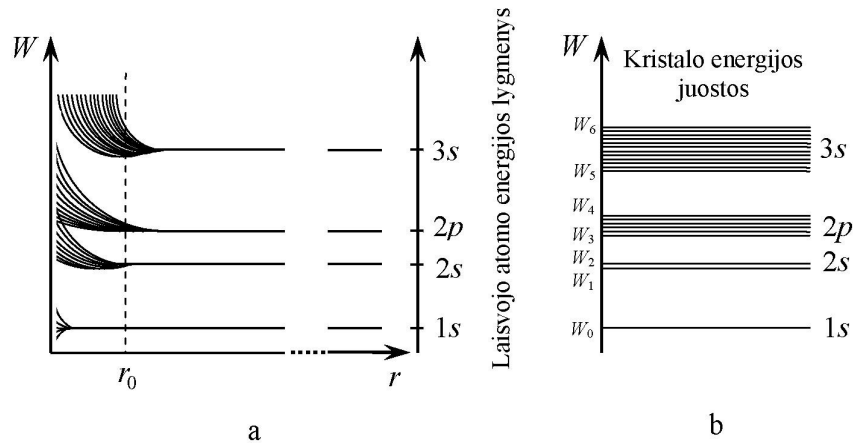 W
3s
2p
2s
1s
r₀
r
a
Laisvojo atomo energijos lygmenys
W
Kristalo energijos
juostos
W₆
3s
W₅
W₄
2p
W₃
W₂
2s
W₁
W₀
1s
b